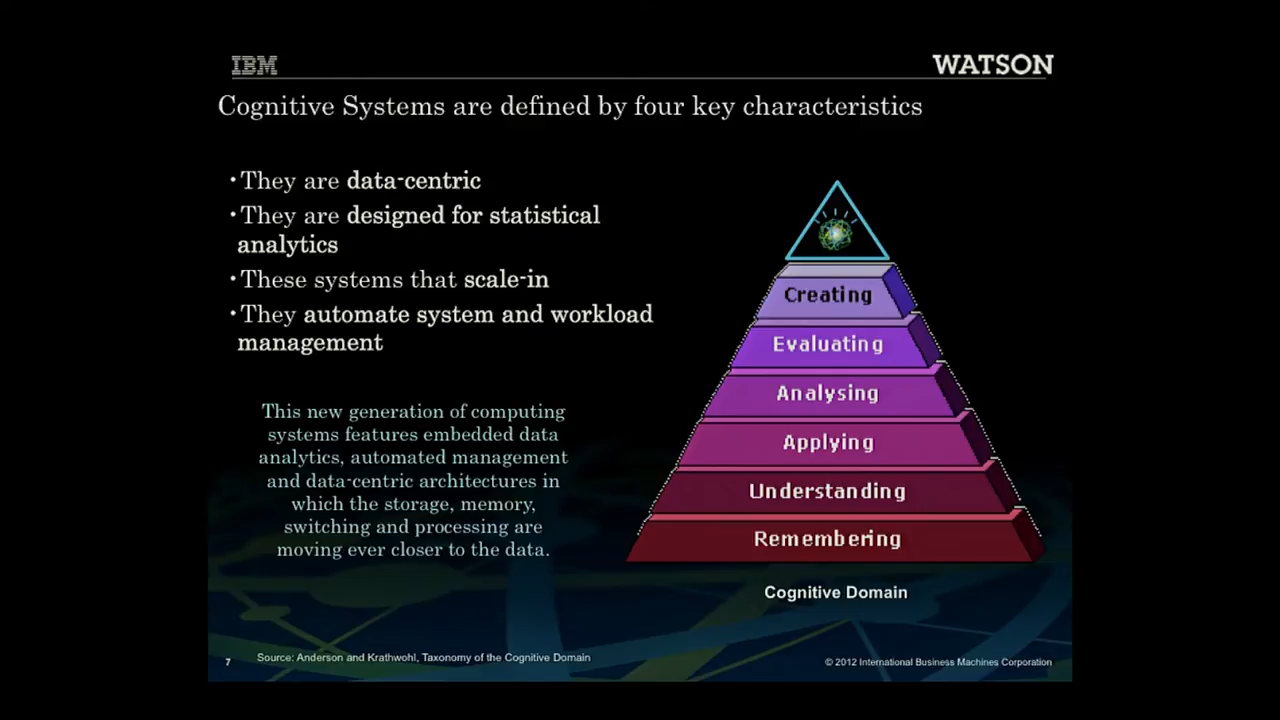 IBM
WATSON
Cognitive Systems are defined by four key characteristics
•They are data-centric
•They are designed for statistical
analytics
•These systems that scale-in
•They automate system and workload
management
This new generation of computing
systems features embedded data
analytics, automated management
and data-centric architectures in
which the storage, memory,
switching and processing are
moving ever closer to the data.
Creating
Evaluating
Analysing
Applying
Understanding
Remembering
Cognitive Domain
7
Source: Anderson and Krathwohl, Taxonomy of the Cognitive Domain
© 2012 International Business Machines Corporation